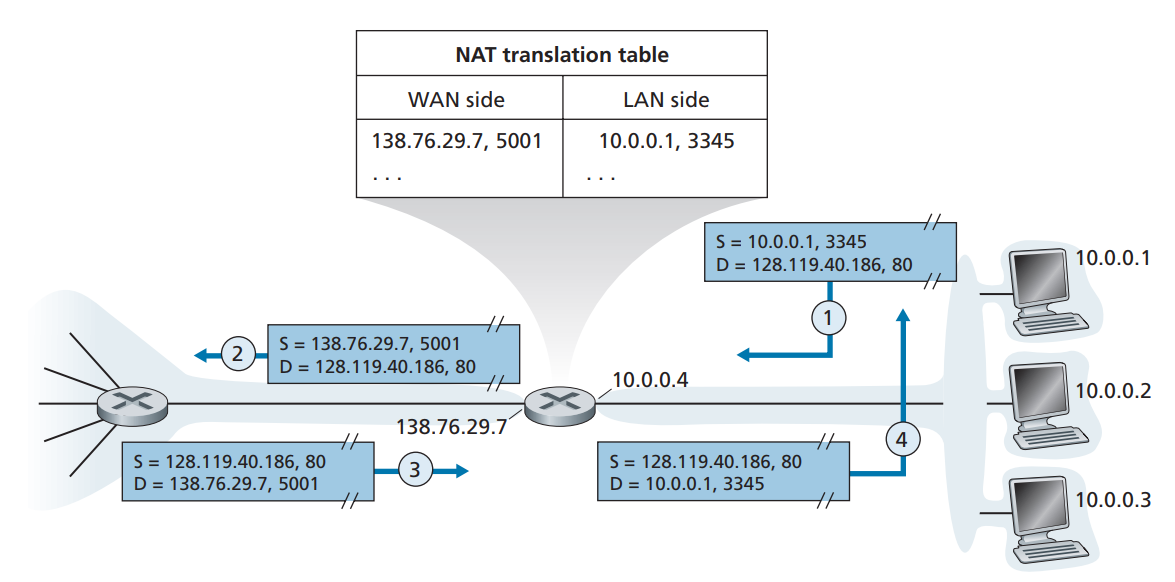 NAT translation table
WAN side
LAN side
138.76.29.7, 5001
10.0.0.1, 3345
. . .
. . .
S = 10.0.0.1, 3345
D = 128.119.40.186, 80
10.0.0.1
1
S = 138.76.29.7, 5001
D = 128.119.40.186, 80
2
10.0.0.4
10.0.0.2
138.76.29.7
4
S = 128.119.40.186, 80
D = 138.76.29.7, 5001
3
S = 128.119.40.186, 80
D = 10.0.0.1, 3345
10.0.0.3